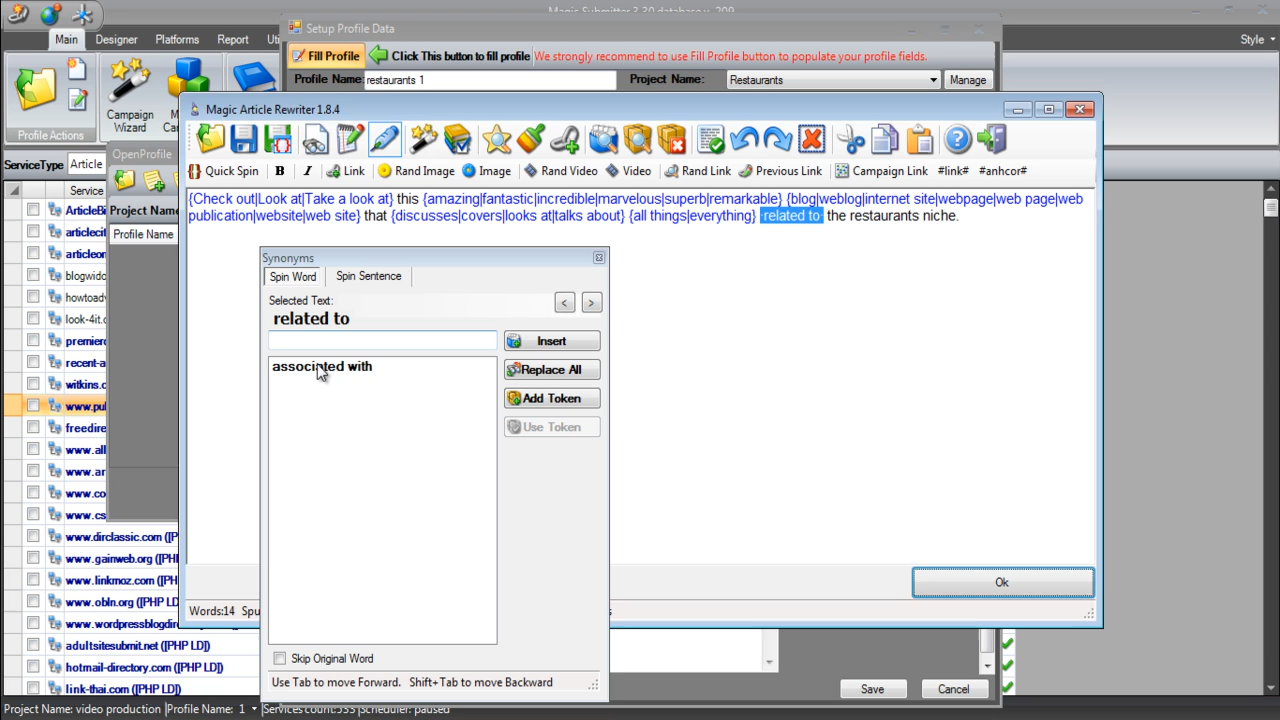 Magic Submitter 3.30 database v. 209
Setup Profile Data
Main
Designer
Platforms
Report
Style
Fill Profile
Click This button to fill profile
We strongly recommend to use Fill Profile button to populate your profile fields.
Profile Name:
restaurants 1
Project Name:
Restaurants
Manage
Campaign
Wizard
Profile Actions
Magic Article Rewriter 1.8.4
OpenProfile
ServiceType
Article
Service
Project Name
Profile Name
Quick Spin
B
I
Link
Rand Image
Image
Rand Video
Video
Rand Link
Previous Link
Campaign Link
#link#
#anhcor#
{Check out|Look at|Take a look at} this {amazing|fantastic|incredible|marvelous|superb|remarkable} {blog|weblog|internet site|webpage|web page|web
publication|website|web site} that {discusses|covers|looks at|talks about} {all things|everything} related to the restaurants niche.
Synonyms
Spin Word
Spin Sentence
Selected Text:
<
>
related to
Insert
associated with
Replace All
Add Token
Use Token
Skip Original Word
Use Tab to move Forward. Shift+Tab to move Backward
Ok
Words:14
ArticleBi
articlecit
articleon
blogwido
howtoadv
look-4it.c
premierd
recent-a
witkins.c
www.pul
freedire
www.all
www.ar
www.co
www.cs
www.dirclassic.com ([PHP
www.gainweb.org ([PHP
www.linkmoz.com ([PHP
www.obln.org ([PHP LD
www.wordpressblogdire
adultsitesubmit.net ([PHP LD])
hotmail-directory.com ([PHP LD])
link-thai.com ([PHP LD])
Save
Cancel
Project Name: video production
Profile Name: 1
Services count:533
Scheduler: paused